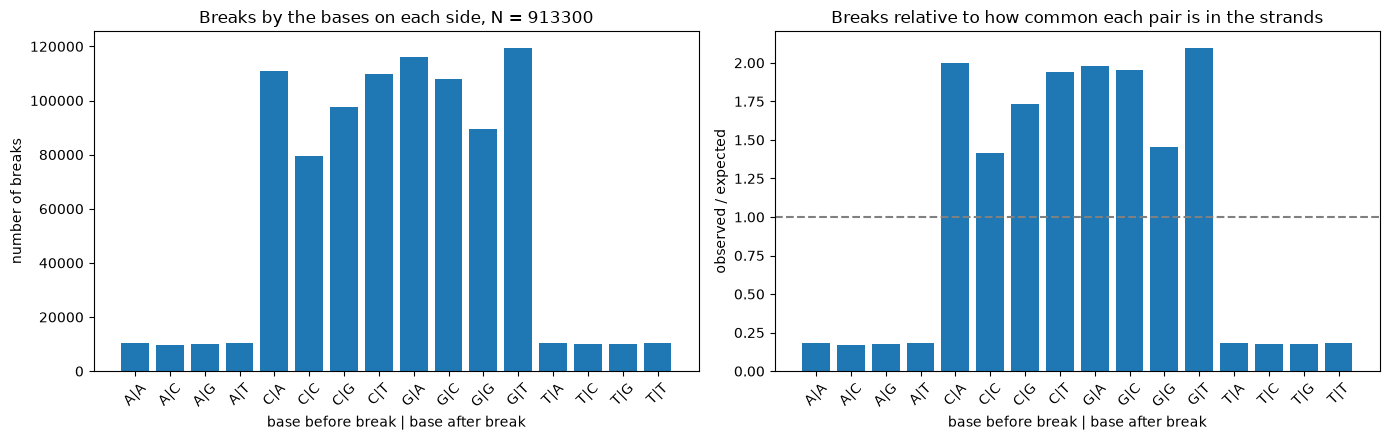 Breaks by the bases on each side, N = 913300
number of breaks
120000
100000
80000
60000
40000
20000
0
A|A A|C A|G A|T C|A C|C C|G C|T G|A G|C G|G G|T T|A T|C T|G T|T
base before break | base after break
Breaks relative to how common each pair is in the strands
observed / expected
2.00
1.75
1.50
1.25
1.00
0.75
0.50
0.25
0.00
A|A A|C A|G A|T C|A C|C C|G C|T G|A G|C G|G G|T T|A T|C T|G T|T
base before break | base after break